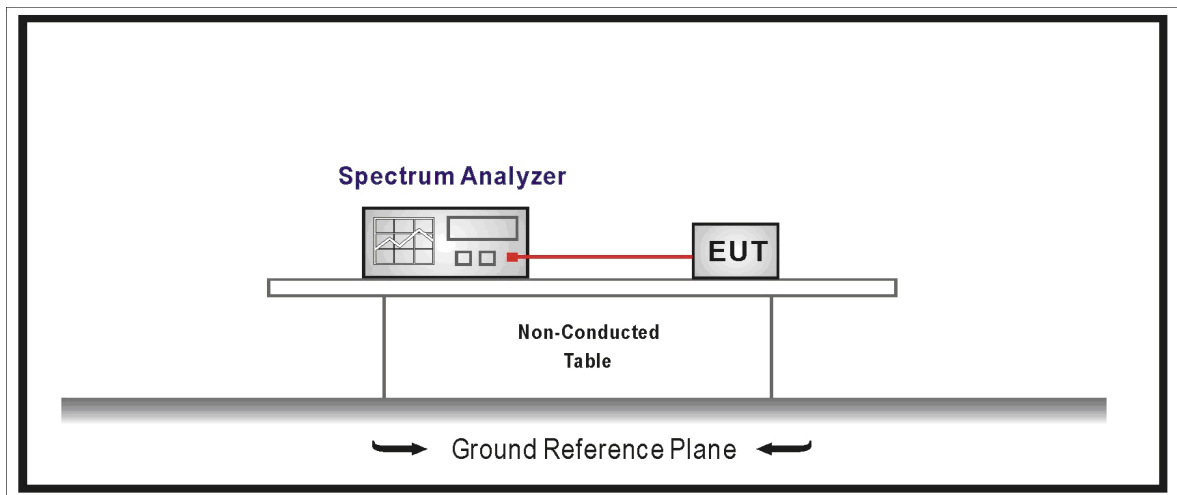 Spectrum Analyzer
EUT
Non-Conducted
Table
Ground Reference Plane